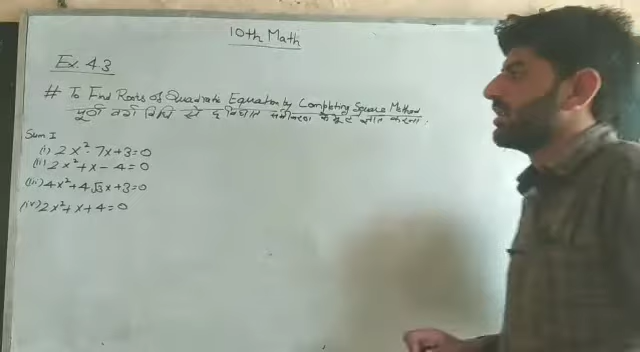 10th Math
Ex. 4.3
# To Find Roots of Quadratic Equation by Completing Square Method
पूर्ण वर्ग विधि से द्विघात समीकरण के मूल ज्ञात करना.
Sum I
(i) 2x² - 7x + 3 = 0
(ii) 2x² + x - 4 = 0
(iii) 4x² + 4√3x + 3 = 0
(iv) 2x² + x + 4 = 0